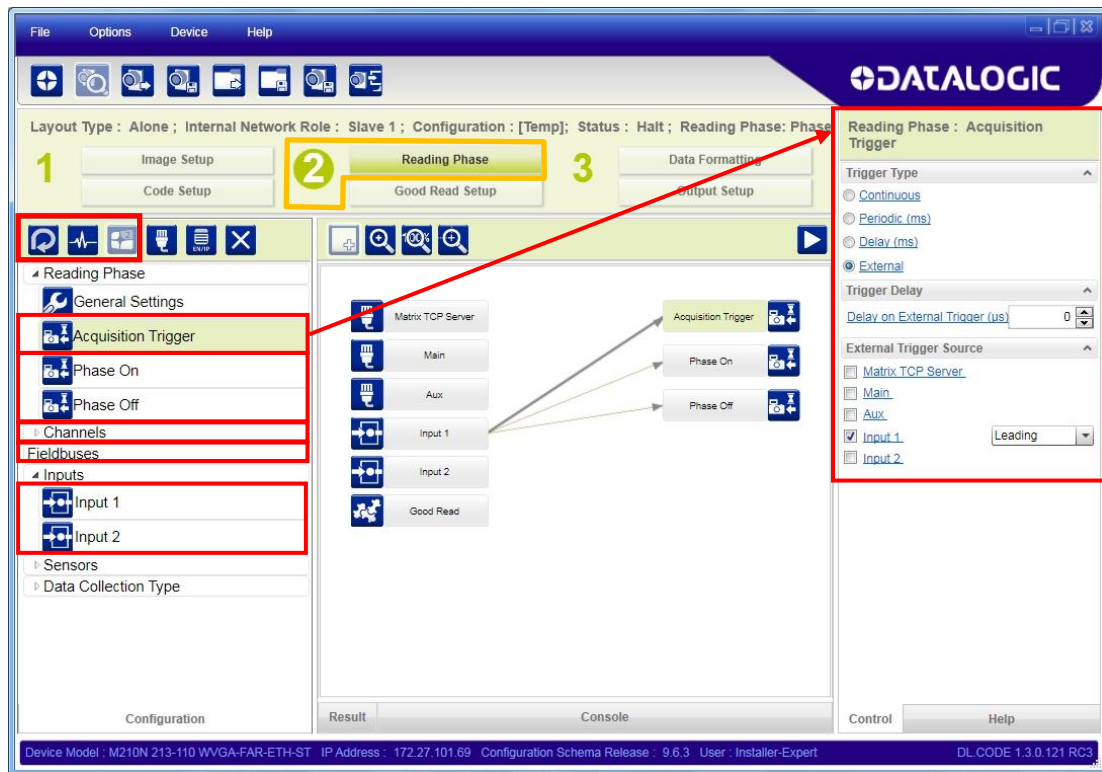 File Options Device Help
DATALOGIC
Layout Type : Alone ; Internal Network Role : Slave 1 ; Configuration : [Temp]; Status : Halt ; Reading Phase: Phase
1 Image Setup
Code Setup
2 Reading Phase
Good Read Setup
3 Data Formatting
Output Setup
EN/IP
Reading Phase
General Settings
Acquisition Trigger
Phase On
Phase Off
Channels
Fieldbuses
Inputs
Input 1
Input 2
Sensors
Data Collection Type
Configuration
100%
Matrix TCP Server
Main
Aux
Input 1
Input 2
Good Read
Acquisition Trigger
Phase On
Phase Off
Result Console
Reading Phase : Acquisition
Trigger
Trigger Type
Continuous
Periodic (ms)
Delay (ms)
External
Trigger Delay
Delay on External Trigger (µs) 0
External Trigger Source
Matrix TCP Server
Main
Aux
Input 1 Leading
Input 2
Control Help
Device Model : M210N 213-110 WVGA-FAR-ETH-ST IP Address : 172.27.101.69 Configuration Schema Release : 9.6.3 User : Installer-Expert DL.CODE 1.3.0.121 RC3